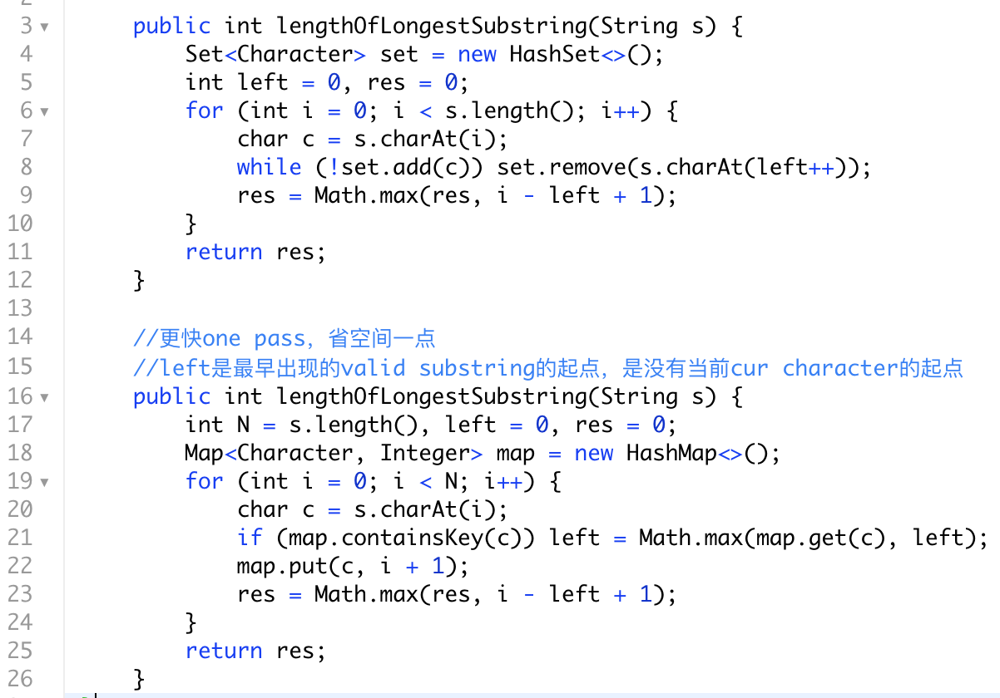 2
3 ▼ public int lengthOfLongestSubstring(String s) {
4 Set<Character> set = new HashSet<>();
5 int left = 0, res = 0;
6 ▼ for (int i = 0; i < s.length(); i++) {
7 char c = s.charAt(i);
8 while (!set.add(c)) set.remove(s.charAt(left++));
9 res = Math.max(res, i - left + 1);
10 }
11 return res;
12 }
13
14 //更快one pass，省空间一点
15 //left是最早出现的valid substring的起点，是没有当前cur character的起点
16 ▼ public int lengthOfLongestSubstring(String s) {
17 int N = s.length(), left = 0, res = 0;
18 Map<Character, Integer> map = new HashMap<>();
19 ▼ for (int i = 0; i < N; i++) {
20 char c = s.charAt(i);
21 if (map.containsKey(c)) left = Math.max(map.get(c), left);
22 map.put(c, i + 1);
23 res = Math.max(res, i - left + 1);
24 }
25 return res;
26 }